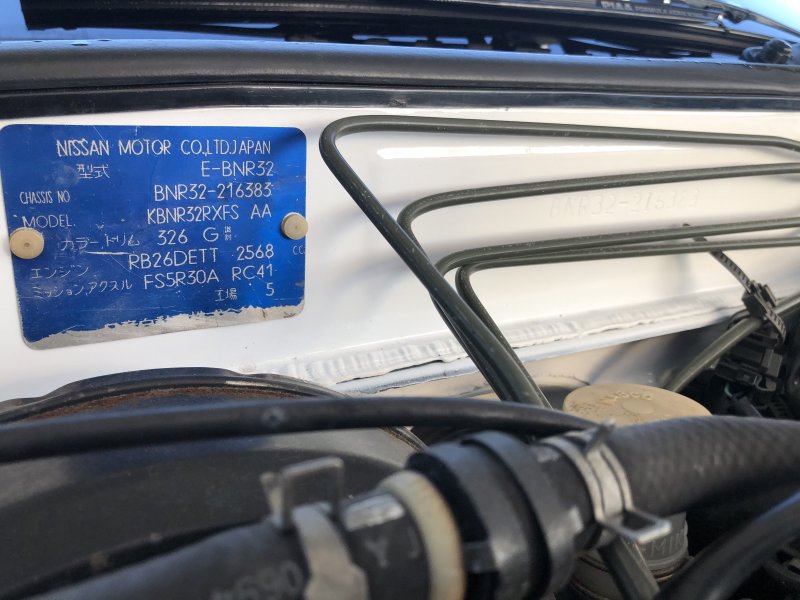 PIAA
NISSAN MOTOR CO.,LTD.JAPAN
型式 E-BNR32
CHASSIS NO BNR32-216383
MODEL KBNR32RXFS AA
カラー,トリム 326 G
エンジン RB26DETT 2568 CC
ミッション,アクスル FS5R30A RC41
工場 5
BNR32-216383